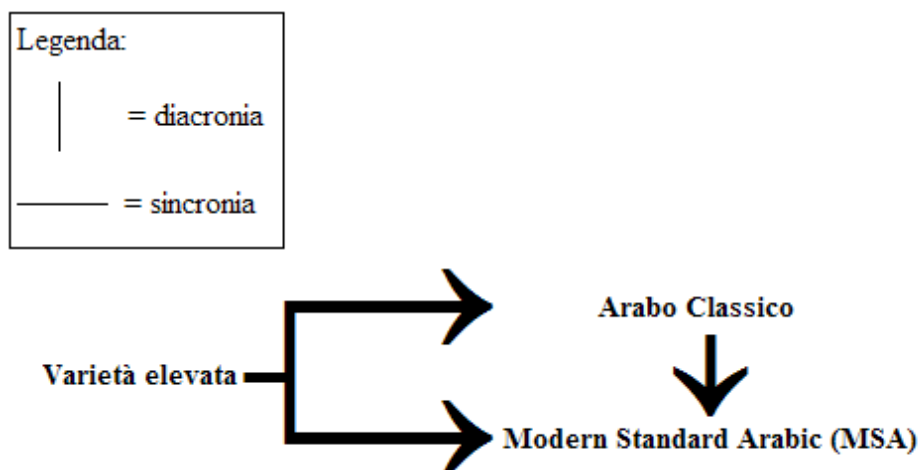 Legenda:
= diacronia
= sincronia
Arabo Classico
Varietà elevata
Modern Standard Arabic (MSA)